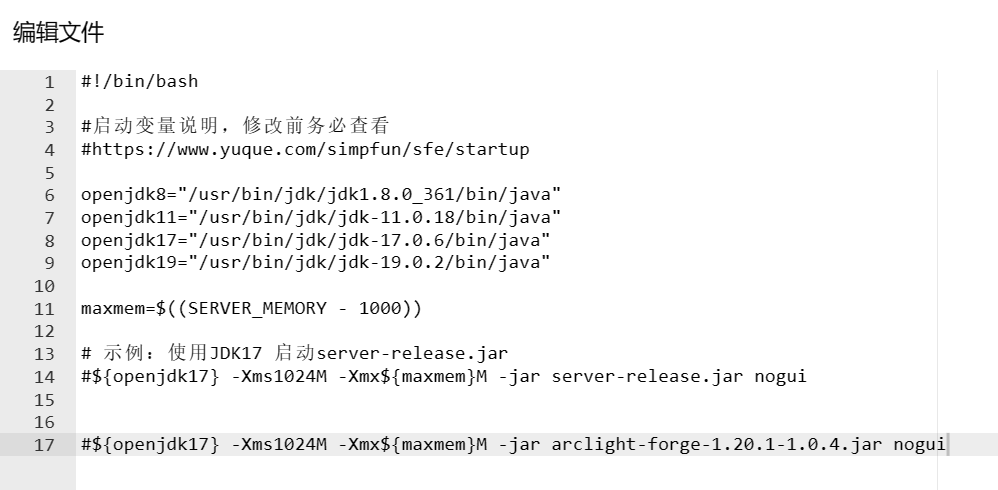 编辑文件
1 #!/bin/bash
2
3 #启动变量说明，修改前务必查看
4 #https://www.yuque.com/simpfun/sfe/startup
5
6 openjdk8="/usr/bin/jdk/jdk1.8.0_361/bin/java"
7 openjdk11="/usr/bin/jdk/jdk-11.0.18/bin/java"
8 openjdk17="/usr/bin/jdk/jdk-17.0.6/bin/java"
9 openjdk19="/usr/bin/jdk/jdk-19.0.2/bin/java"
10
11 maxmem=$((SERVER_MEMORY - 1000))
12
13 # 示例：使用JDK17 启动server-release.jar
14 #${openjdk17} -Xms1024M -Xmx${maxmem}M -jar server-release.jar nogui
15
16
17 #${openjdk17} -Xms1024M -Xmx${maxmem}M -jar arclight-forge-1.20.1-1.0.4.jar nogui